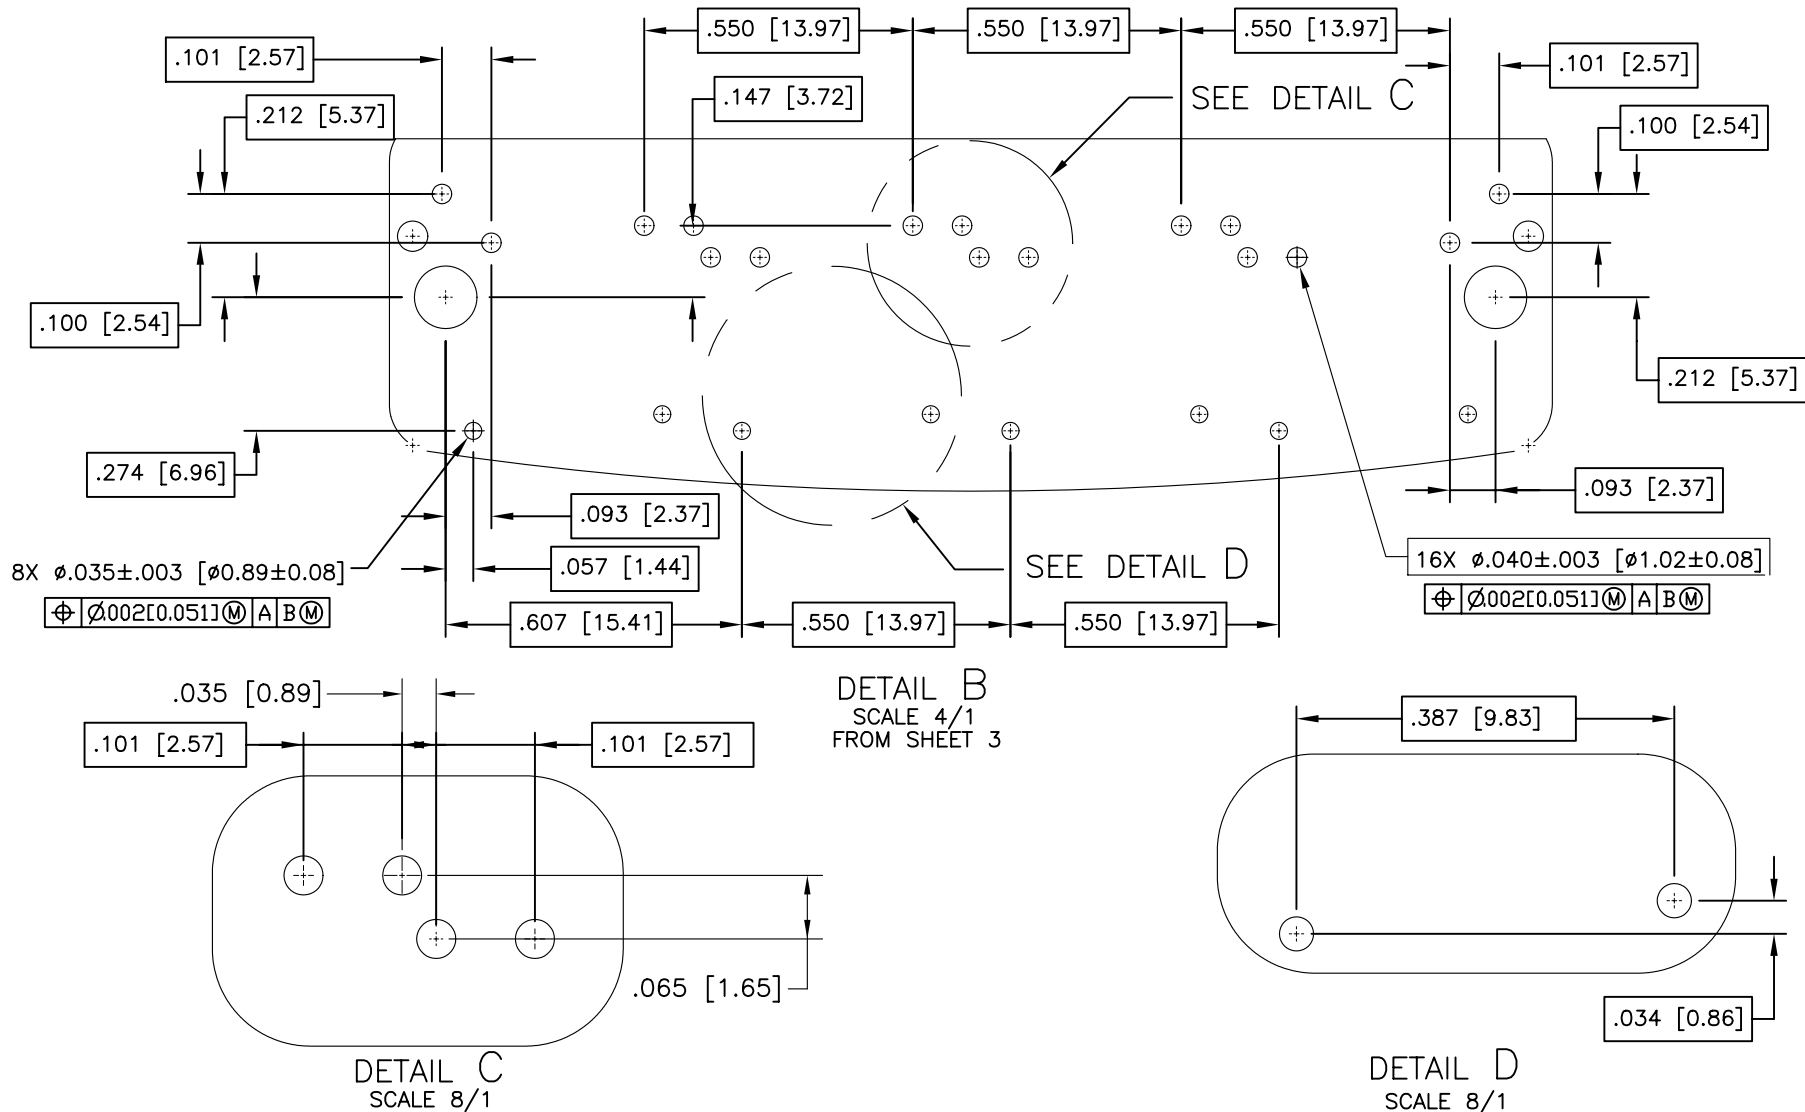 .550 [13.97]
.550 [13.97]
.550 [13.97]
.101 [2.57]
.101 [2.57]
.147 [3.72]
SEE DETAIL C
.212 [5.37]
.100 [2.54]
.100 [2.54]
.212 [5.37]
.274 [6.96]
.093 [2.37]
.093 [2.37]
8X ⌀.035±.003 [⌀0.89±0.08]
.057 [1.44]
SEE DETAIL D
16X ⌀.040±.003 [⌀1.02±0.08]
⌖ ⌀.002[0.051]Ⓜ A BⓂ
⌖ ⌀.002[0.051]Ⓜ A BⓂ
.607 [15.41]
.550 [13.97]
.550 [13.97]
DETAIL B
SCALE 4/1
FROM SHEET 3
.035 [0.89]
.101 [2.57]
.101 [2.57]
.387 [9.83]
.065 [1.65]
.034 [0.86]
DETAIL C
SCALE 8/1
DETAIL D
SCALE 8/1